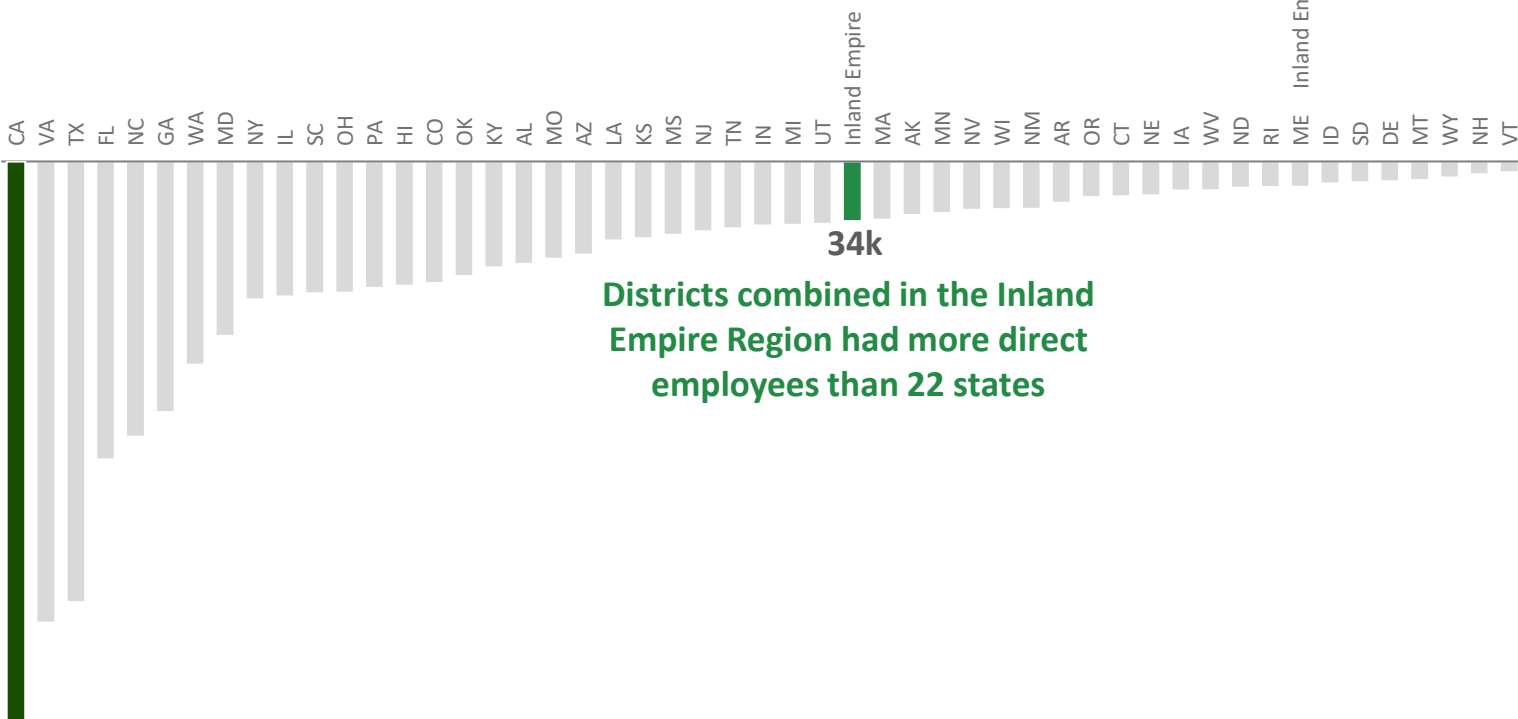 CA
VA
TX
FL
NC
GA
WA
MD
NY
IL
SC
OH
PA
HI
CO
OK
KY
AL
MO
AZ
LA
KS
MS
NJ
TN
IN
MI
UT
Inland Empire
MA
AK
MN
NV
WI
NM
AR
OR
CT
NE
IA
WV
ND
RI
ME
Inland
ID
SD
DE
MT
WY
NH
VT
34k
Districts combined in the Inland
Empire Region had more direct
employees than 22 states